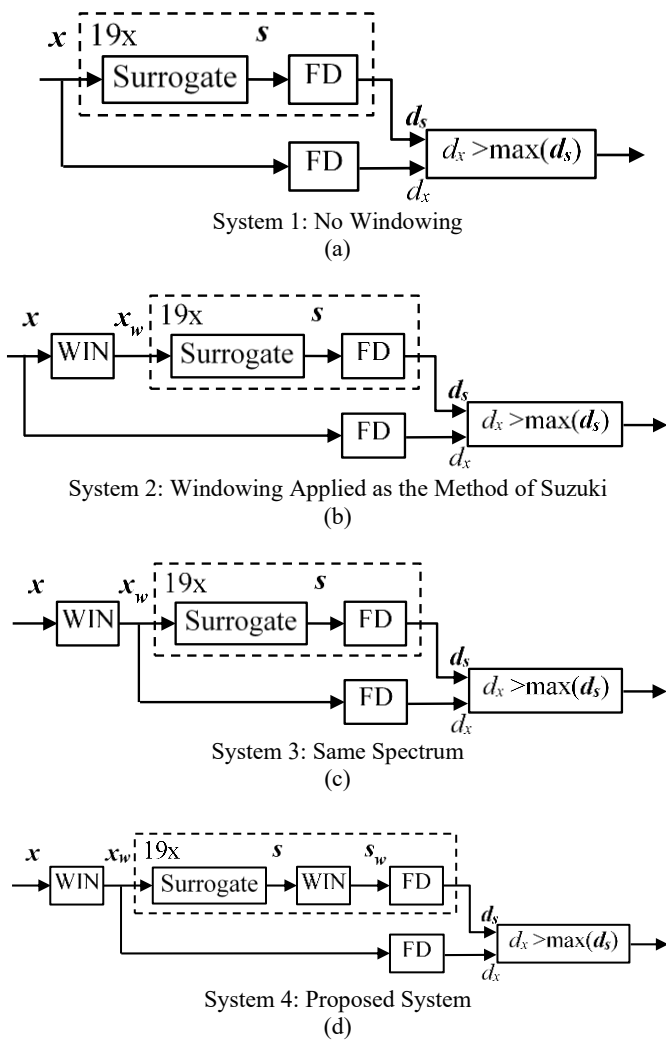 x 19x s
Surrogate FD
d_s
FD d_x >max(d_s)
d_x
System 1: No Windowing
(a)
x x_w 19x s
WIN Surrogate FD
d_s
FD d_x >max(d_s)
d_x
System 2: Windowing Applied as the Method of Suzuki
(b)
x x_w 19x s
WIN Surrogate FD
d_s
FD d_x >max(d_s)
d_x
System 3: Same Spectrum
(c)
x x_w 19x s s_w
WIN Surrogate WIN FD
d_s
FD d_x >max(d_s)
d_x
System 4: Proposed System
(d)